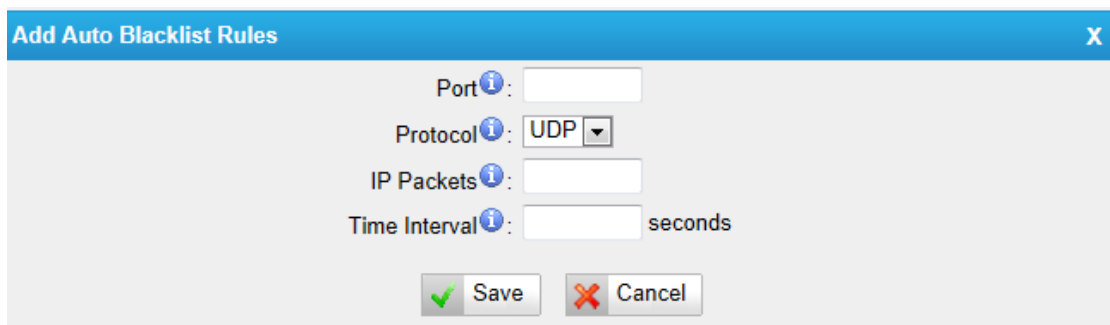 Add Auto Blacklist Rules X
Port i :
Protocol i : UDP
IP Packets i :
Time Interval i : seconds
Save Cancel